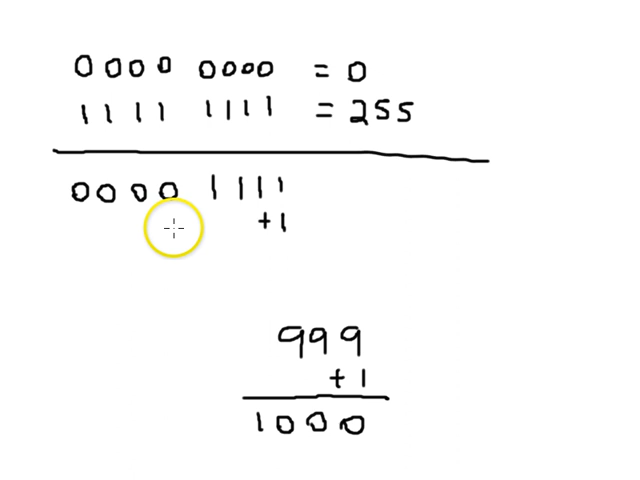 0000 0000 = 0
1111 1111 = 255
0000 1111
+1
999
+1
1000